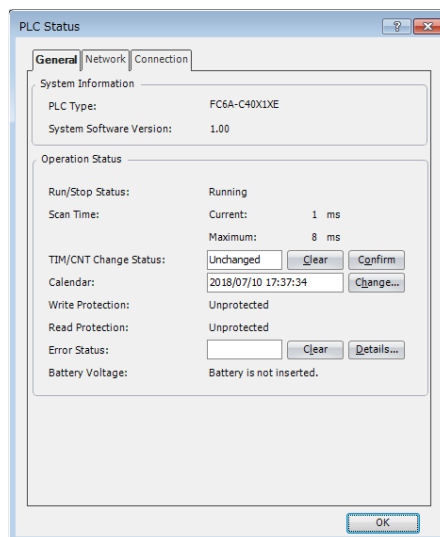 PLC Status
General Network Connection
System Information
PLC Type: FC6A-C40X1XE
System Software Version: 1.00
Operation Status
Run/Stop Status: Running
Scan Time: Current: 1 ms
Maximum: 8 ms
TIM/CNT Change Status: Unchanged Clear Confirm
Calendar: 2018/07/10 17:37:34 Change...
Write Protection: Unprotected
Read Protection: Unprotected
Error Status: Clear Details...
Battery Voltage: Battery is not inserted.
OK